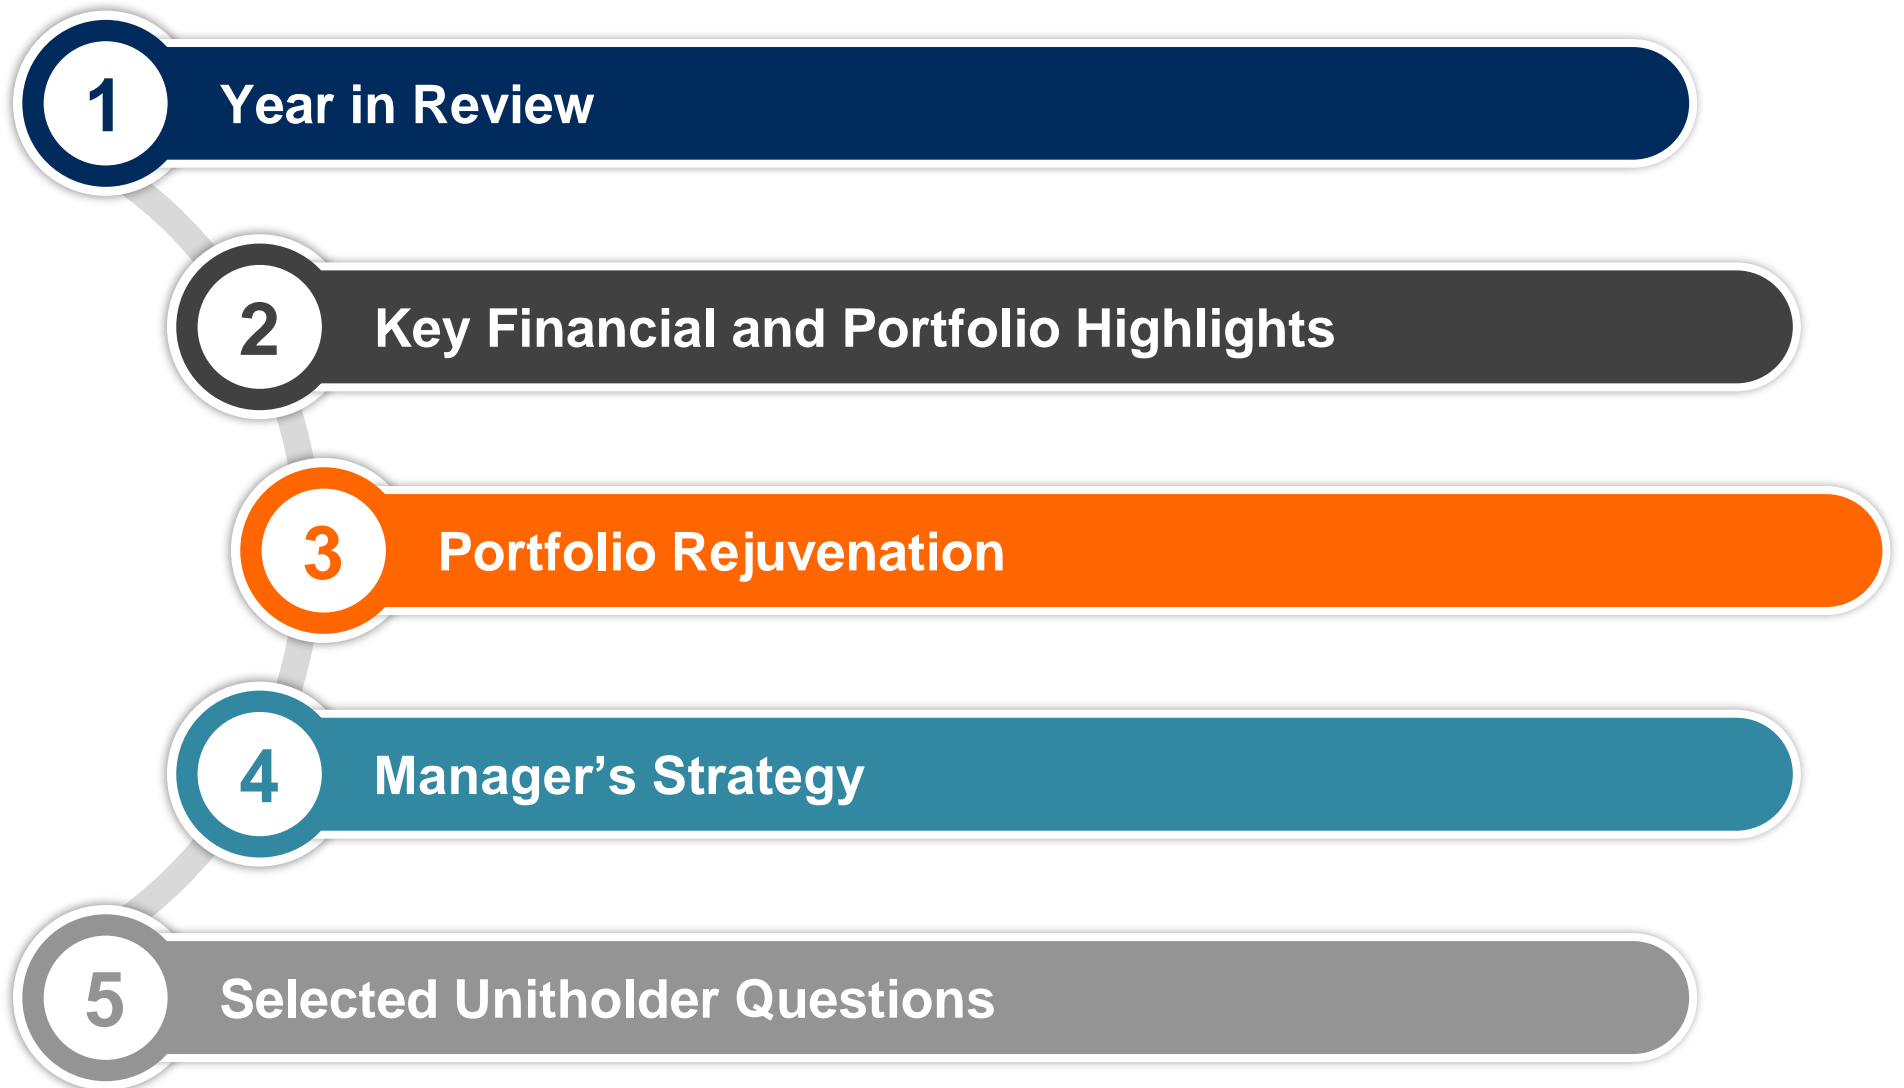 1
Year in Review
2
Key Financial and Portfolio Highlights
3
Portfolio Rejuvenation
4
Manager’s Strategy
5
Selected Unitholder Questions